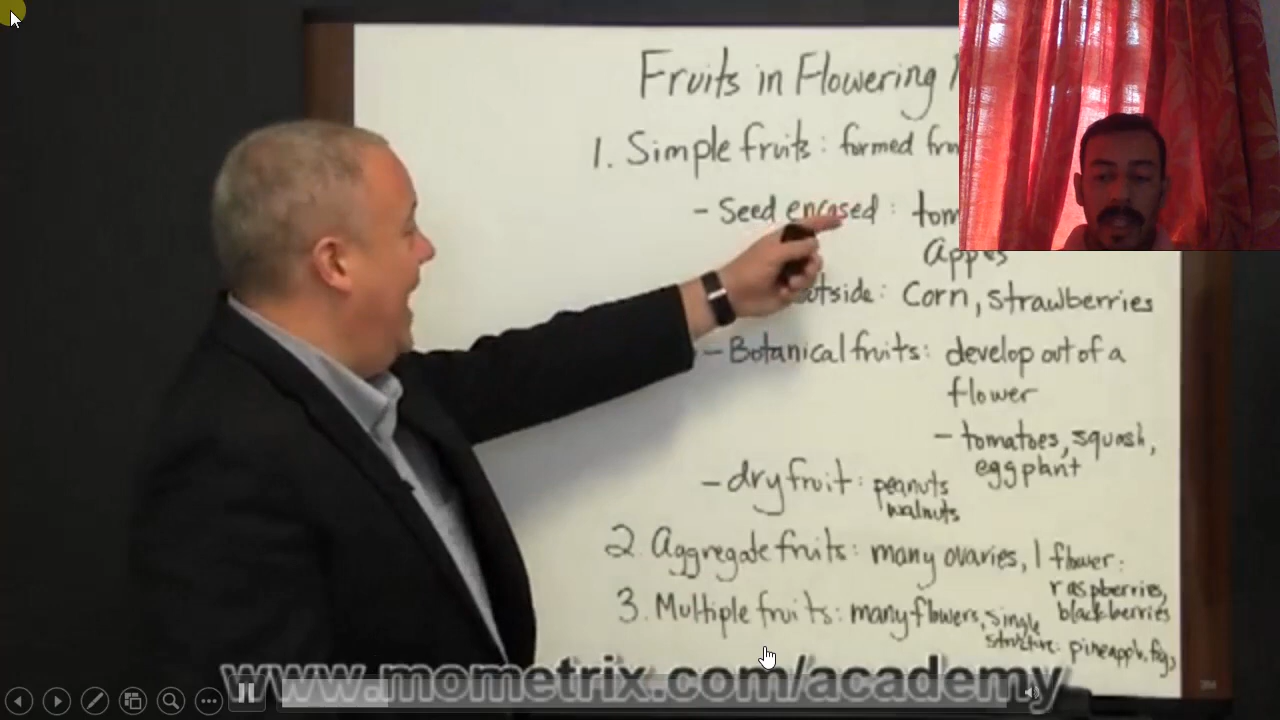 Fruits in Flowering
1. Simple fruits: formed
- Seed encased: tom
Apples
outside: Corn, strawberries
- Botanical fruits: develop out of a
flower
- tomatoes, squash,
eggplant
- dry fruit: peanuts
walnuts
2. Aggregate fruits: many ovaries, 1 flower:
raspberries,
blackberries
3. Multiple fruits: many flowers, single
structure: pineapple, fig,
www.mometrix.com/academy